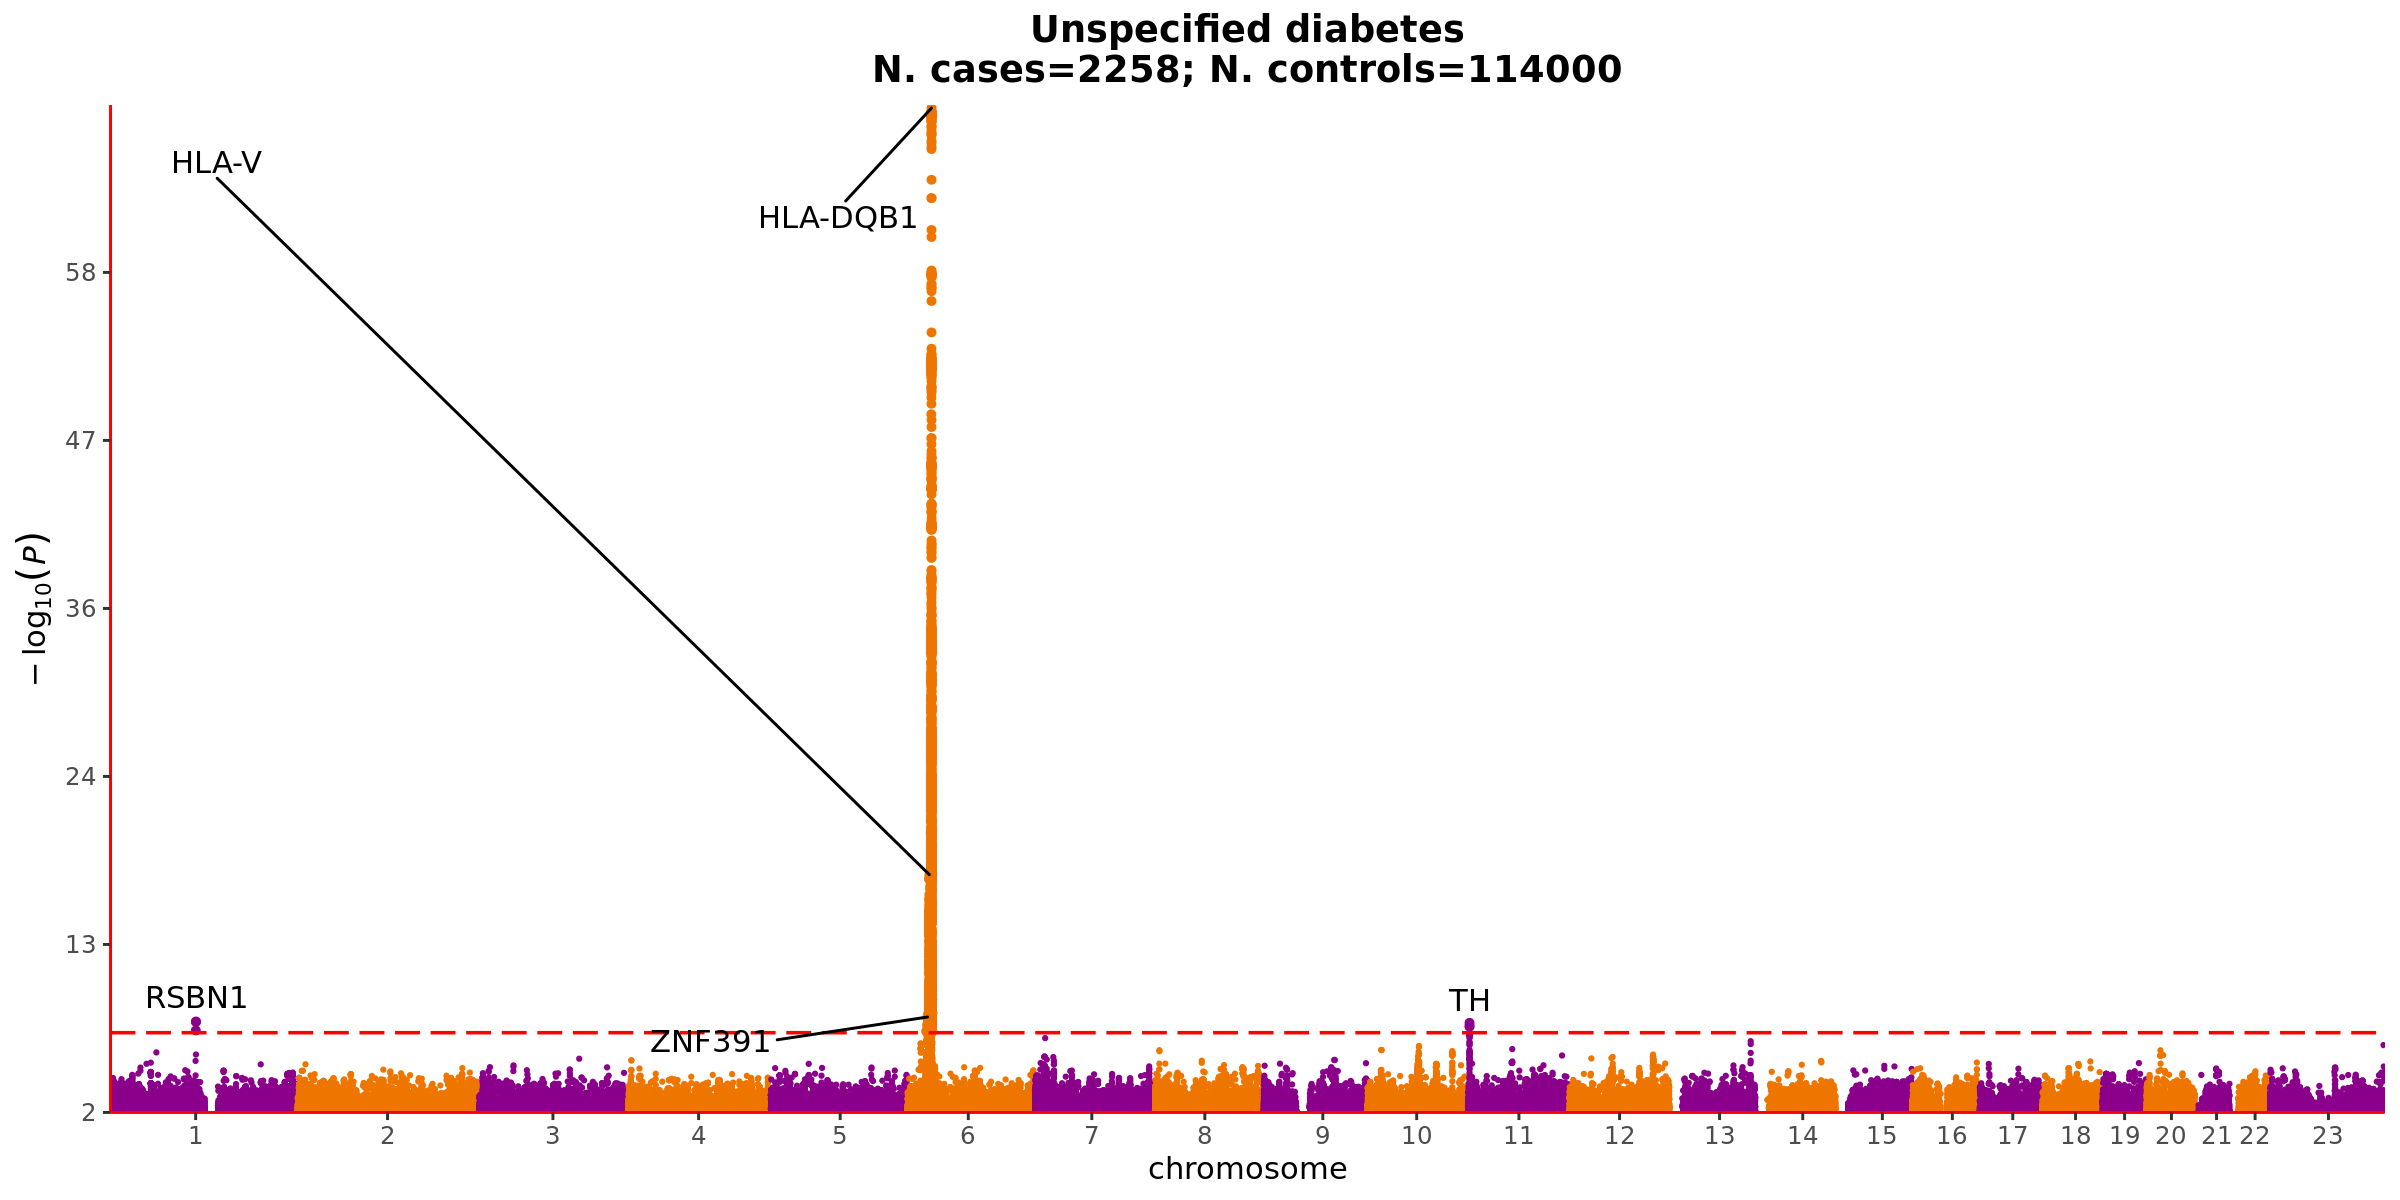 Unspecified diabetes
N. cases=2258; N. controls=114000
HLA-V
HLA-DQB1
58
47
36
24
13
2
− log10(P)
RSBN1
ZNF391
TH
1 2 3 4 5 6 7 8 9 10 11 12 13 14 15 16 17 18 19 20 21 22 23
chromosome